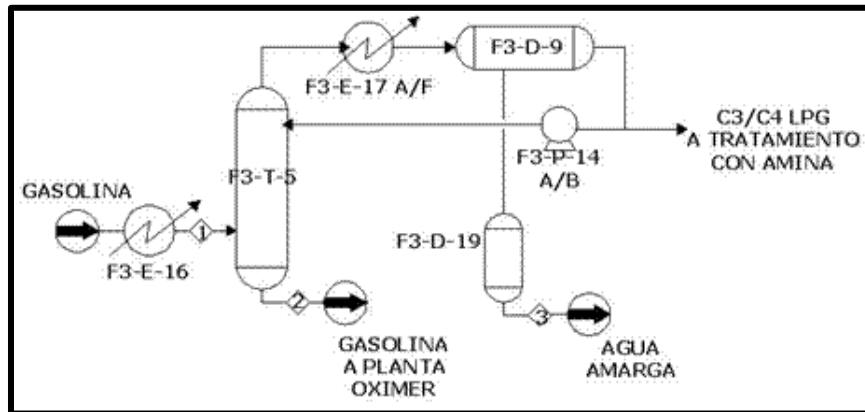 F3-D-9
F3-E-17 A/F
C3/C4 LPG
A TRATAMIENTO
CON AMINA
F3-P-14
A/B
F3-T-5
GASOLINA
1
F3-E-16
F3-D-19
2
3
GASOLINA
A PLANTA
OXIMER
AGUA
AMARGA